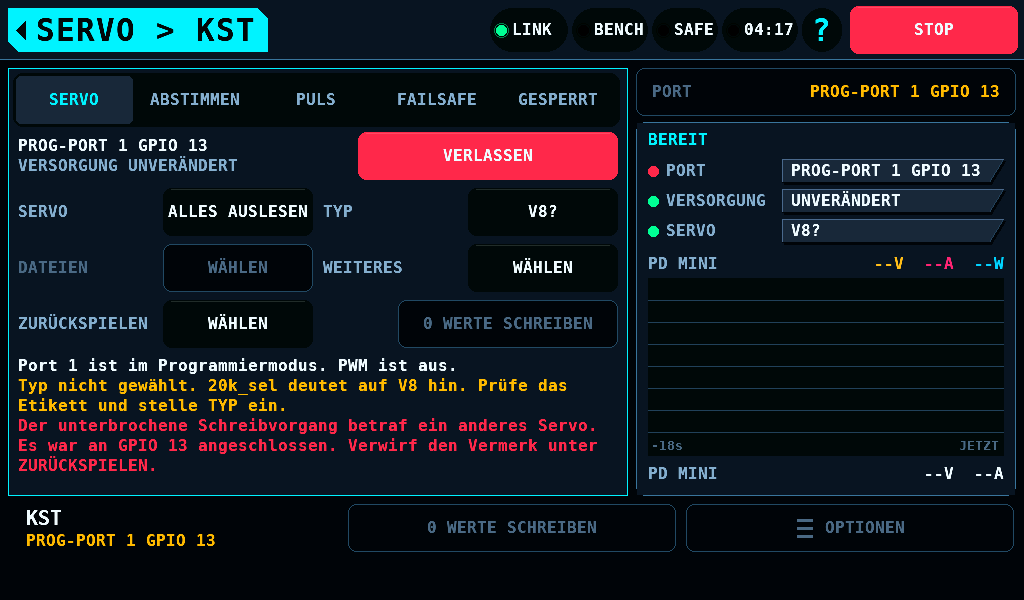 SERVO > KST
LINK
BENCH
SAFE
04:17
?
STOP
SERVO
ABSTIMMEN
PULS
FAILSAFE
GESPERRT
PROG-PORT 1 GPIO 13
VERSORGUNG UNVERÄNDERT
VERLASSEN
SERVO
ALLES AUSLESEN
TYP
V8?
DATEIEN
WÄHLEN
WEITERES
WÄHLEN
ZURÜCKSPIELEN
WÄHLEN
0 WERTE SCHREIBEN
Port 1 ist im Programmiermodus. PWM ist aus.
Typ nicht gewählt. 20k_sel deutet auf V8 hin. Prüfe das
Etikett und stelle TYP ein.
Der unterbrochene Schreibvorgang betraf ein anderes Servo.
Es war an GPIO 13 angeschlossen. Verwirf den Vermerk unter
ZURÜCKSPIELEN.
PORT
PROG-PORT 1 GPIO 13
BEREIT
PORT
PROG-PORT 1 GPIO 13
VERSORGUNG
UNVERÄNDERT
SERVO
V8?
PD MINI
--V --A --W
-18s
JETZT
PD MINI
--V --A
KST
PROG-PORT 1 GPIO 13
0 WERTE SCHREIBEN
OPTIONEN